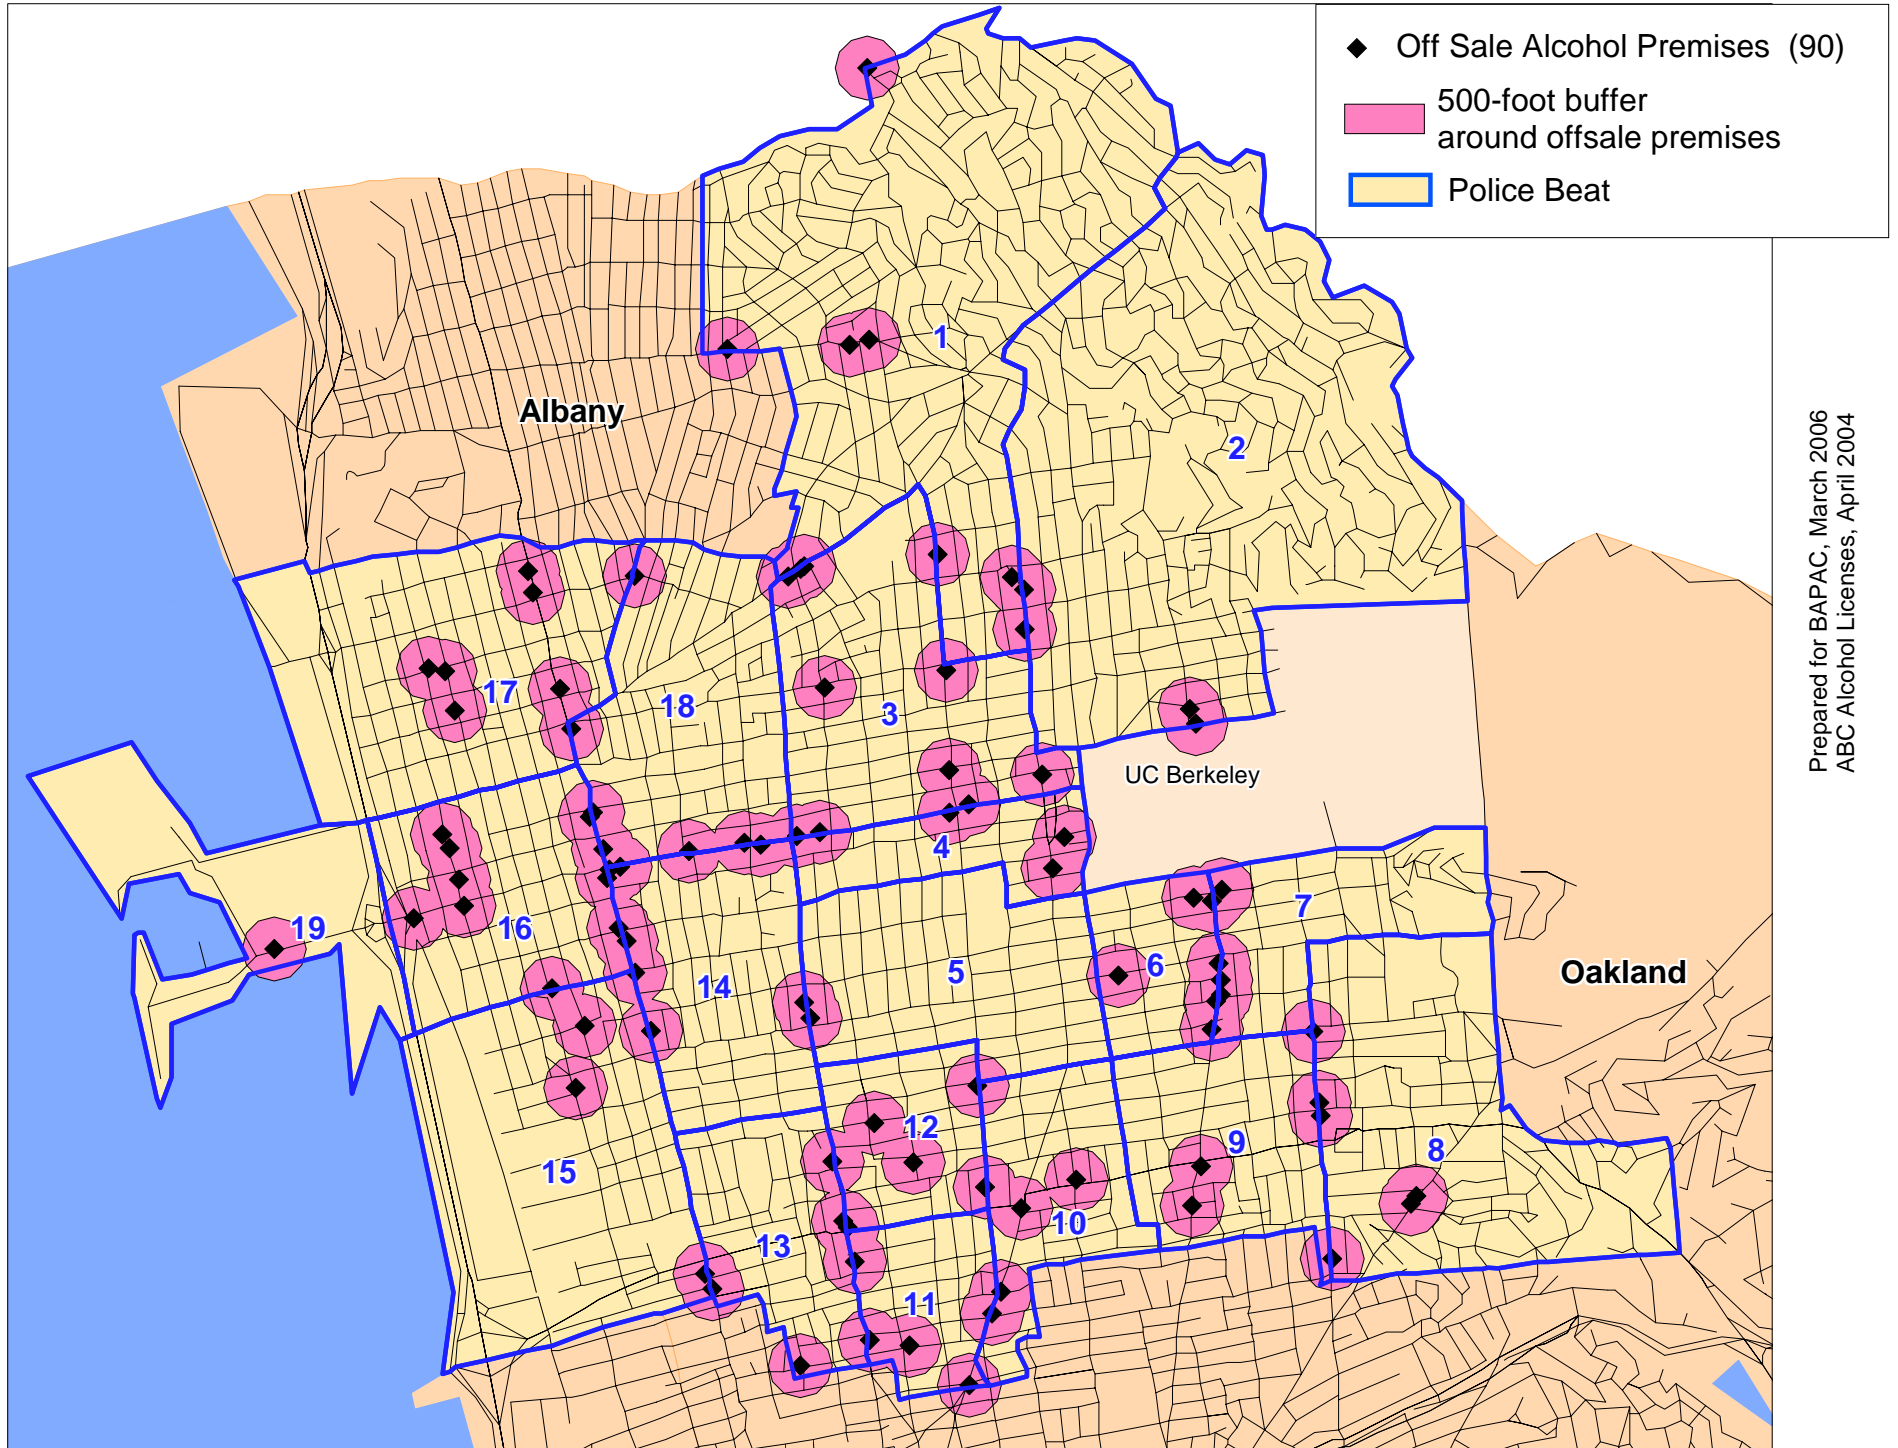 Off Sale Alcohol Premises (90)
500-foot buffer
around offsale premises
Police Beat
Prepared for BAPAC, March 2006
ABC Alcohol Licenses, April 2004
1
Albany
2
17
18
3
UC Berkeley
4
7
19
16
6
5
Oakland
14
12
9
8
15
10
13
11